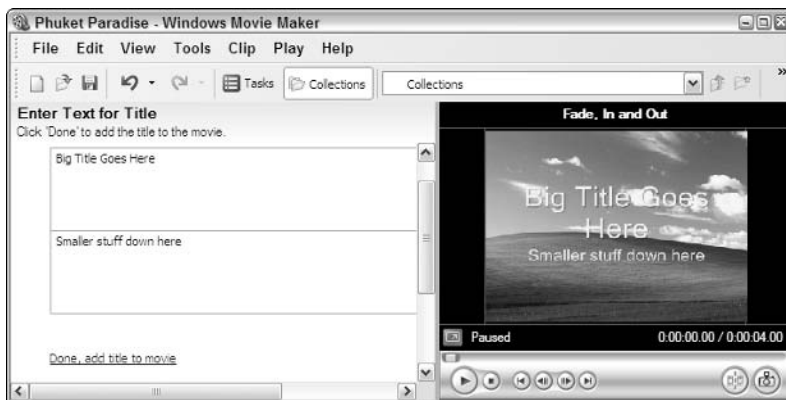 Phuket Paradise - Windows Movie Maker
File Edit View Tools Clip Play Help
Tasks Collections Collections »
Enter Text for Title
Click 'Done' to add the title to the movie.
Big Title Goes Here
Smaller stuff down here
Done, add title to movie
Fade, In and Out
Big Title Goes
Here
Smaller stuff down here
Paused 0:00:00.00 / 0:00:04.00